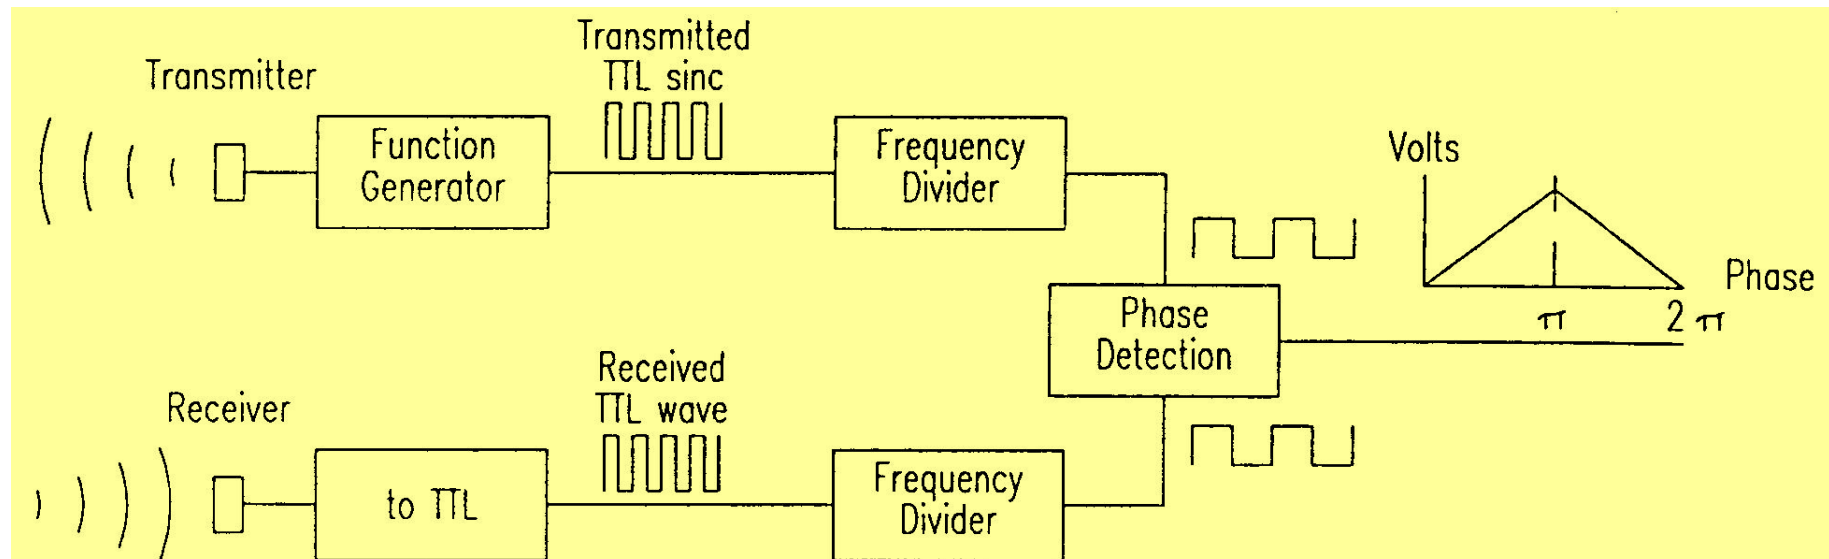 Transmitter
Function
Generator
Transmitted
TTL sinc
Frequency
Divider
Volts
Phase
π
2 π
Phase
Detection
Receiver
to TTL
Received
TTL wave
Frequency
Divider